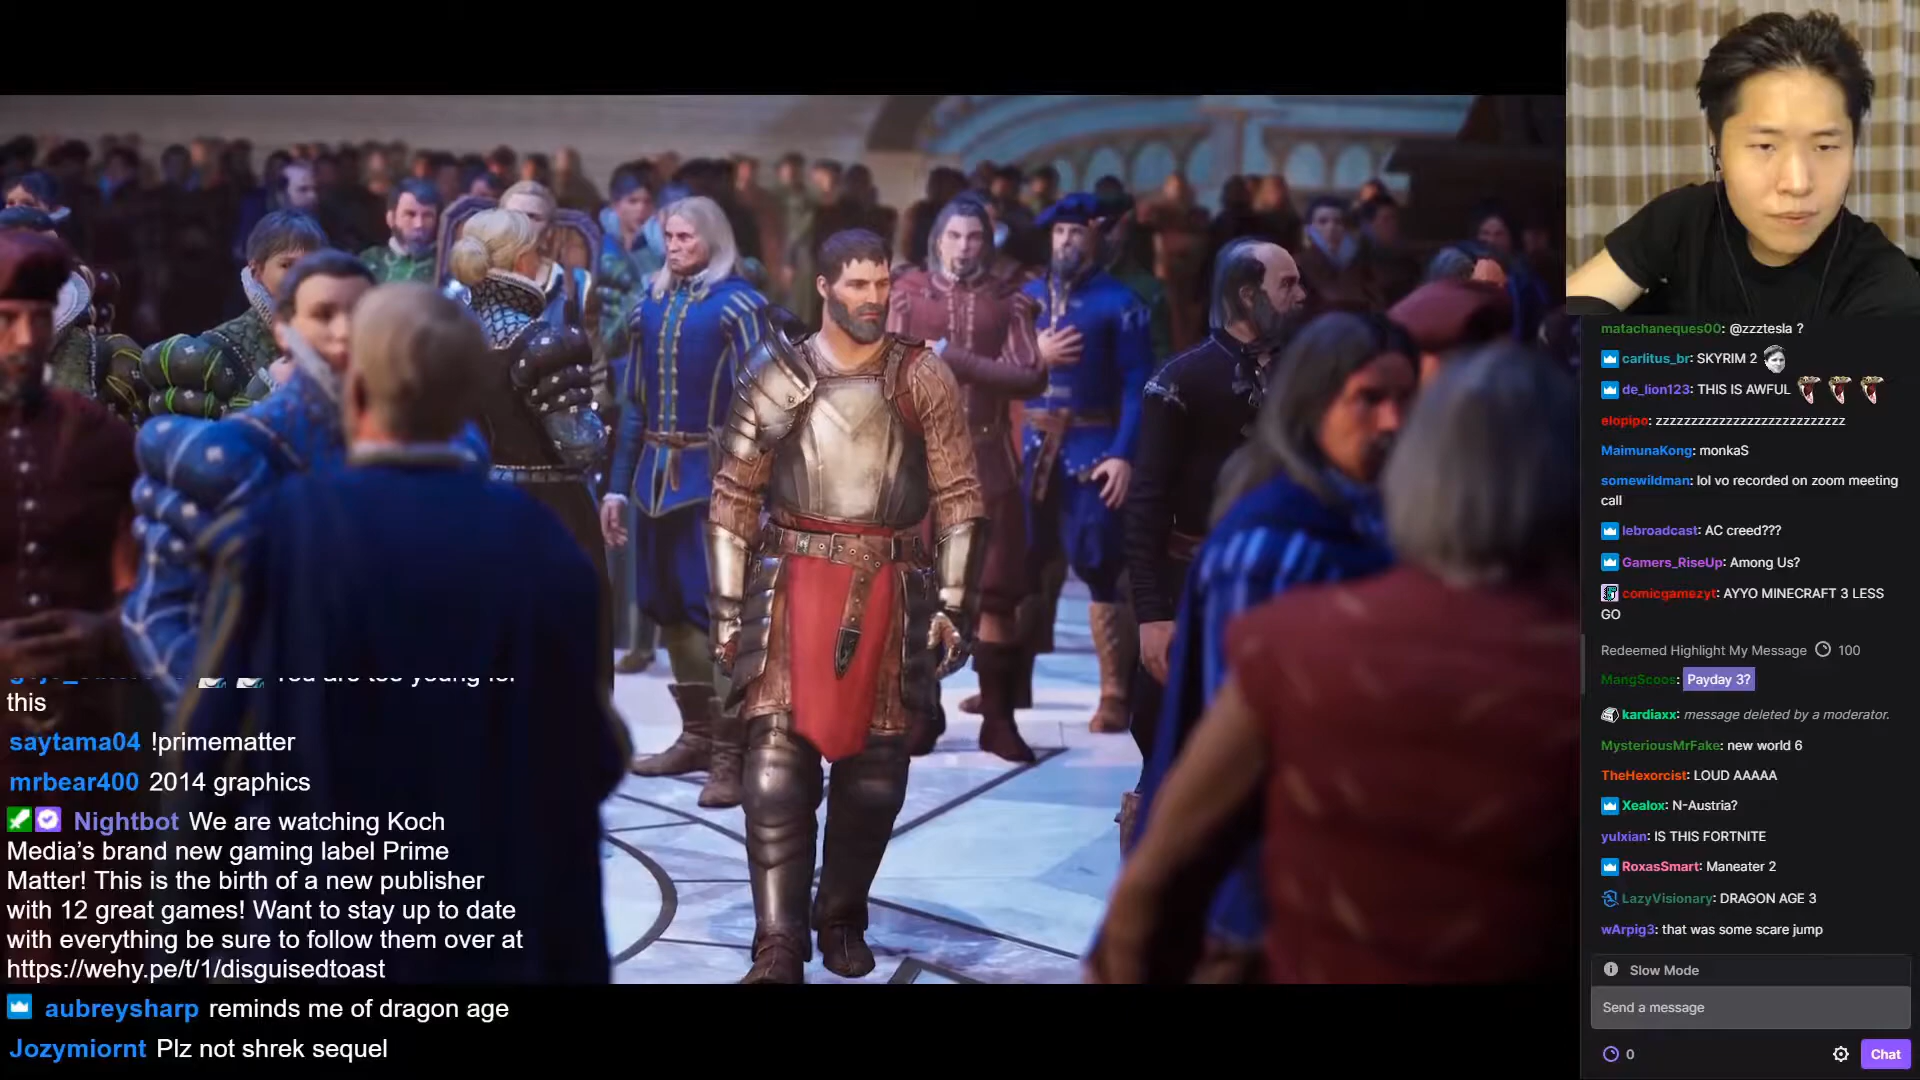 You are too young for
this
saytama04 !primematter
mrbear400 2014 graphics
Nightbot We are watching Koch
Media's brand new gaming label Prime
Matter! This is the birth of a new publisher
with 12 great games! Want to stay up to date
with everything be sure to follow them over at
https://wehy.pe/t/1/disguisedtoast
aubreysharp reminds me of dragon age
Jozymiornt Plz not shrek sequel
matachaneques00: @zzztesla ?
carlitus_br: SKYRIM 2
de_lion123: THIS IS AWFUL
elopipo: zzzzzzzzzzzzzzzzzzzzzzzzzzz
MaimunaKong: monkaS
somewildman: lol vo recorded on zoom meeting
call
lebroadcast: AC creed???
Gamers_RiseUp: Among Us?
comicgamezyt: AYYO MINECRAFT 3 LESS
GO
Redeemed Highlight My Message 100
MangScoos: Payday 3?
kardiaxx: message deleted by a moderator.
MysteriousMrFake: new world 6
TheHexorcist: LOUD AAAAA
Xealox: N-Austria?
yulxian: IS THIS FORTNITE
RoxasSmart: Maneater 2
LazyVisionary: DRAGON AGE 3
wArpig3: that was some scare jump
Slow Mode
Send a message
0
Chat